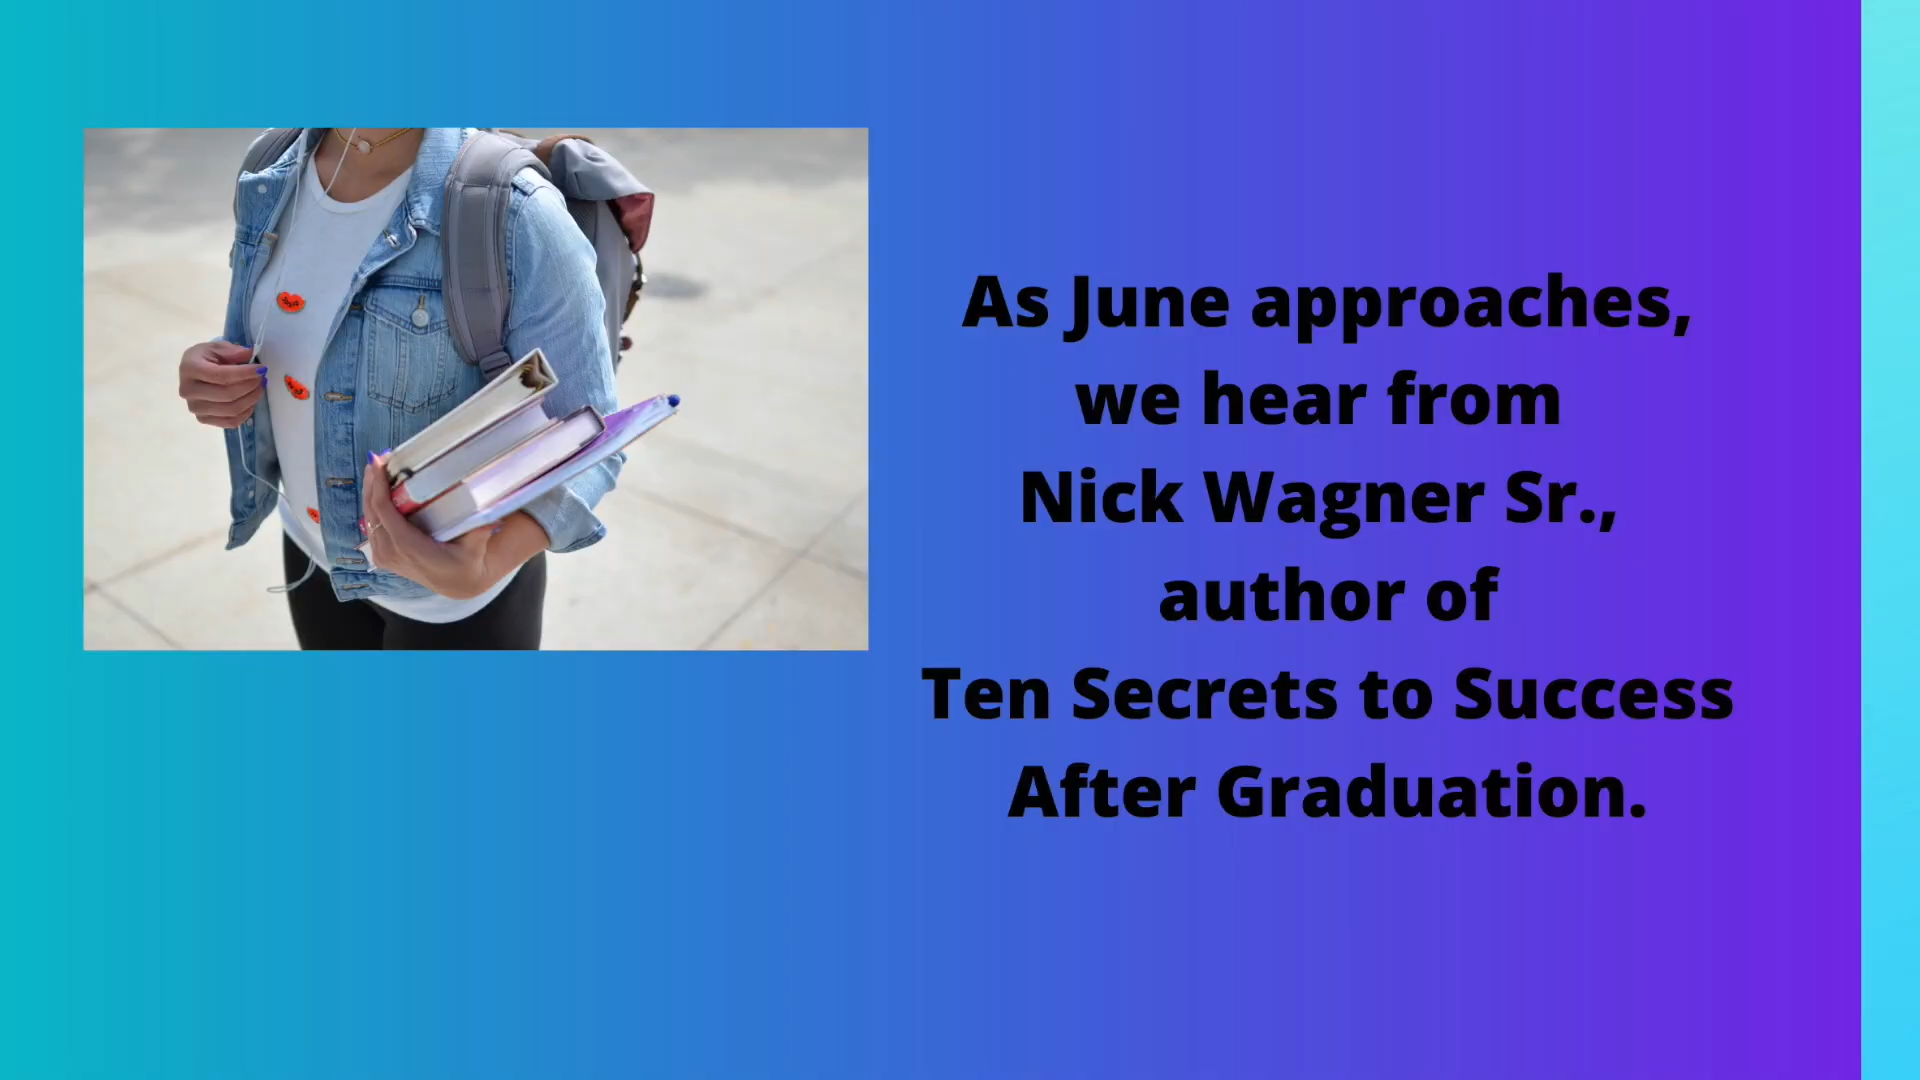 As June approaches,
we hear from
Nick Wagner Sr.,
author of
Ten Secrets to Success
After Graduation.